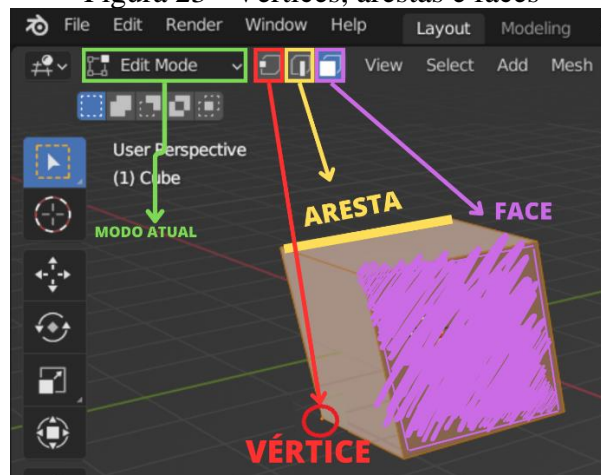 Figura 23 - Vértices, arestas e faces
File Edit Render Window Help Layout Modeling
Edit Mode View Select Add Mesh
User Perspective
(1) Cube
ARESTA
FACE
MODO ATUAL
VÉRTICE